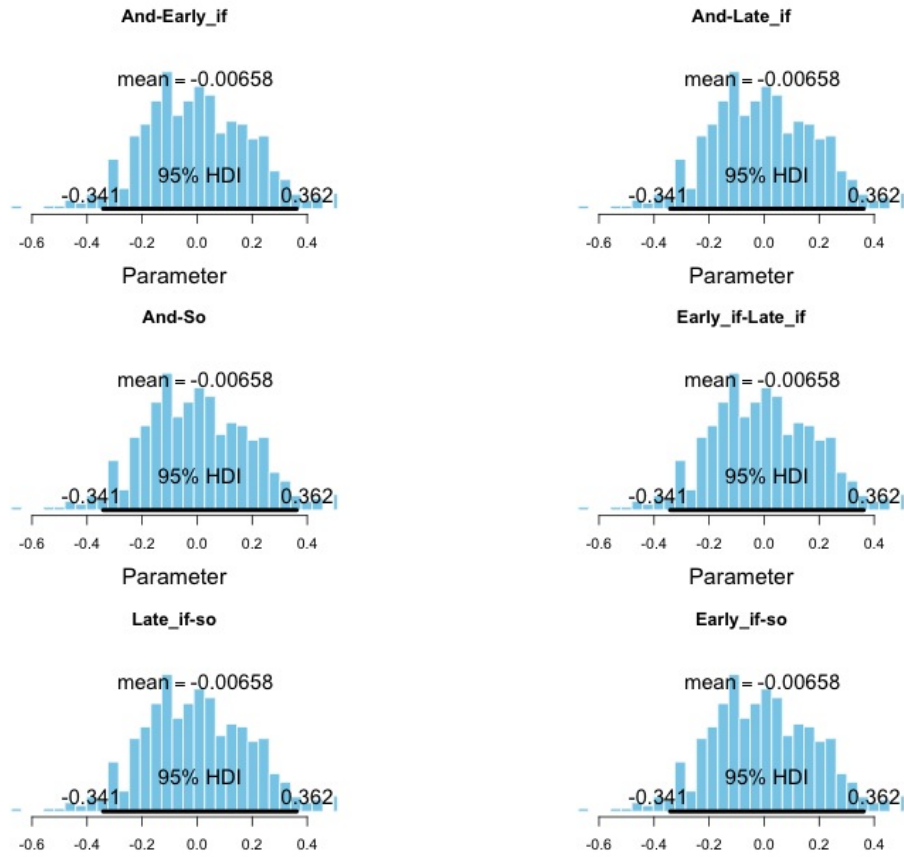 And-Early_if
And-Late_if
mean = -0.00658
mean = -0.00658
95% HDI
95% HDI
-0.341 0.362
-0.341 0.362
-0.6 -0.4 -0.2 0.0 0.2 0.4
-0.6 -0.4 -0.2 0.0 0.2 0.4
Parameter
Parameter
And-So
Early_if-Late_if
mean = -0.00658
mean = -0.00658
95% HDI
95% HDI
-0.341 0.362
-0.341 0.362
-0.6 -0.4 -0.2 0.0 0.2 0.4
-0.6 -0.4 -0.2 0.0 0.2 0.4
Parameter
Parameter
Late_if-so
Early_if-so
mean = -0.00658
mean = -0.00658
95% HDI
95% HDI
-0.341 0.362
-0.341 0.362
-0.6 -0.4 -0.2 0.0 0.2 0.4
-0.6 -0.4 -0.2 0.0 0.2 0.4